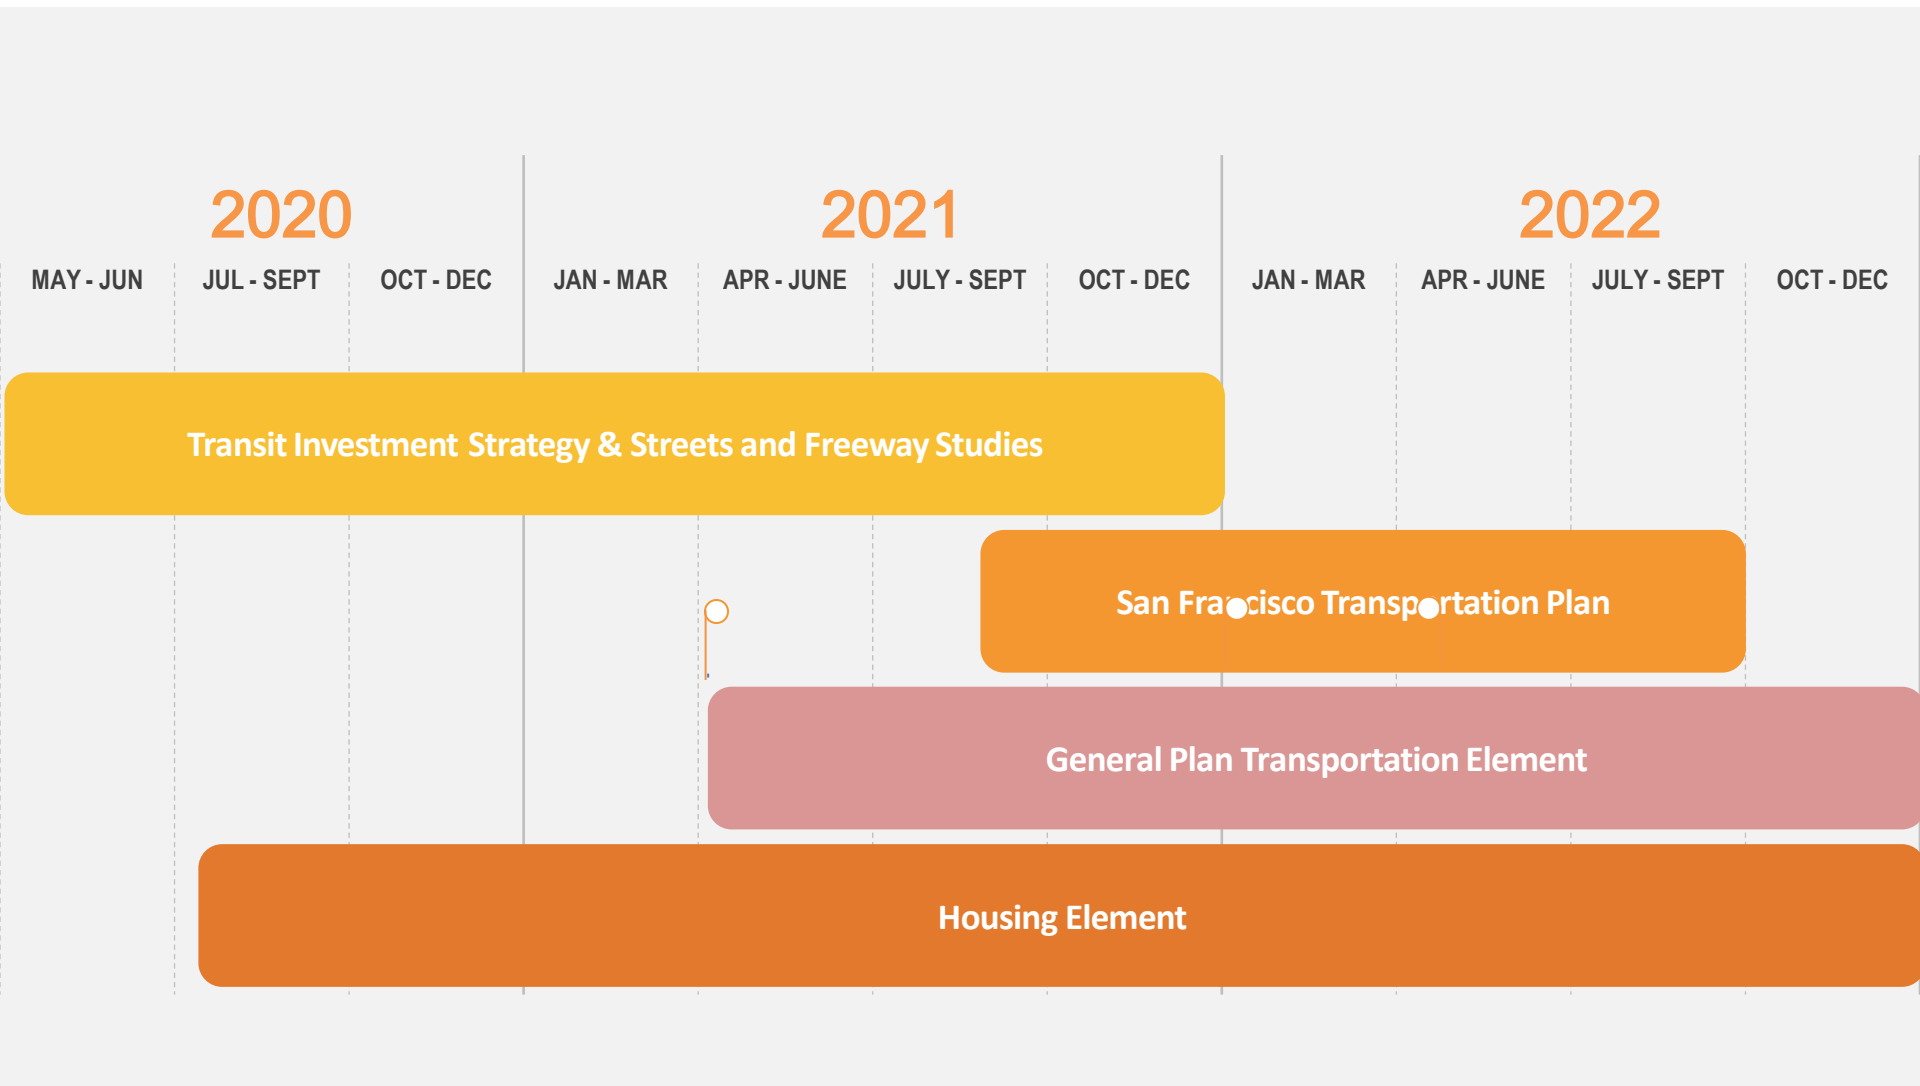 2020 2021 2022
MAY - JUN JUL - SEPT OCT - DEC JAN - MAR APR - JUNE JULY - SEPT OCT - DEC JAN - MAR APR - JUNE JULY - SEPT OCT - DEC
Transit Investment Strategy & Streets and Freeway Studies
San Francisco Transportation Plan
General Plan Transportation Element
Housing Element